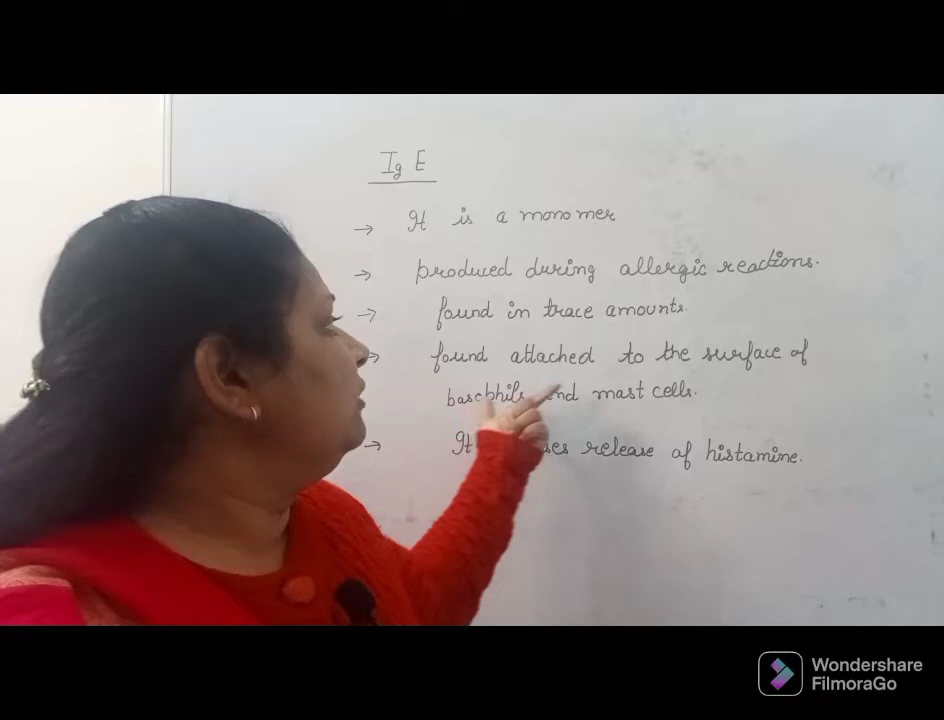 Ig E
→ It is a monomer
→ produced during allergic reactions.
→ found in trace amounts.
→ found attached to the surface of
basophils and mast cells.
→ It release of histamine.
Wondershare
FilmoraGo